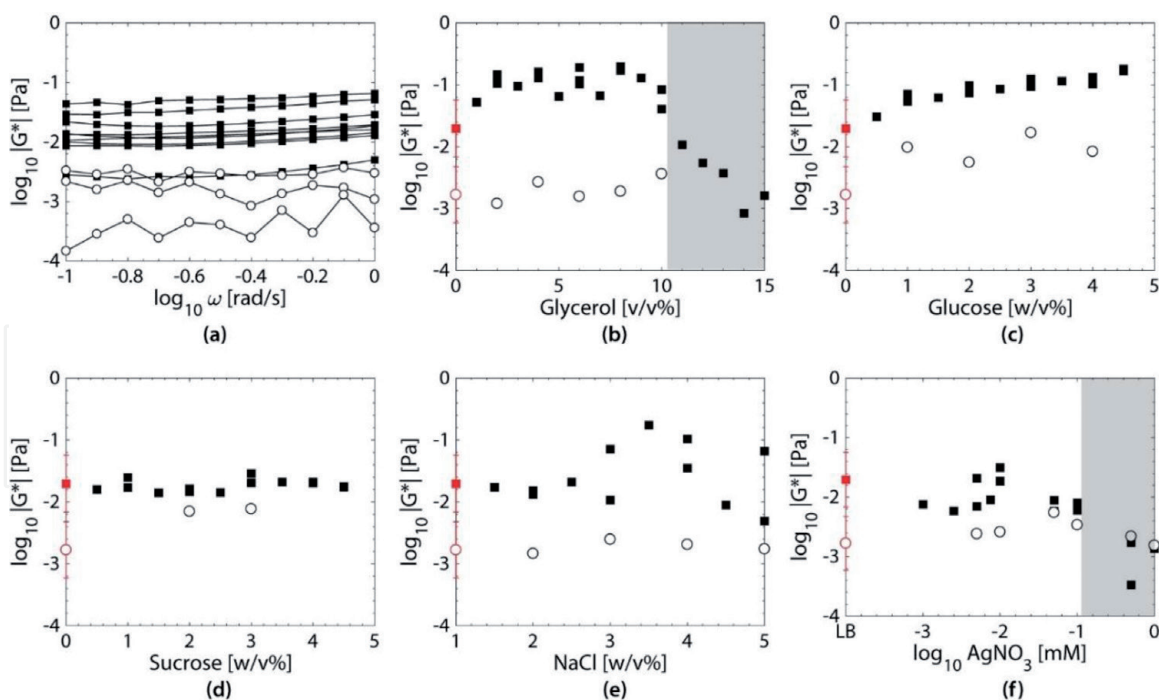 log10 |G*| [Pa]
0
-1
-2
-3
-4
-1 -0.8 -0.6 -0.4 -0.2 0
log10 ω [rad/s]
(a)
log10 |G*| [Pa]
0
-1
-2
-3
-4
0 5 10 15
Glycerol [v/v%]
(b)
log10 |G*| [Pa]
0
-1
-2
-3
-4
0 1 2 3 4 5
Glucose [w/v%]
(c)
log10 |G*| [Pa]
0
-1
-2
-3
-4
0 1 2 3 4 5
Sucrose [w/v%]
(d)
log10 |G*| [Pa]
0
-1
-2
-3
-4
1 2 3 4 5
NaCl [w/v%]
(e)
log10 |G*| [Pa]
0
-1
-2
-3
-4
LB -3 -2 -1 0
log10 AgNO3 [mM]
(f)